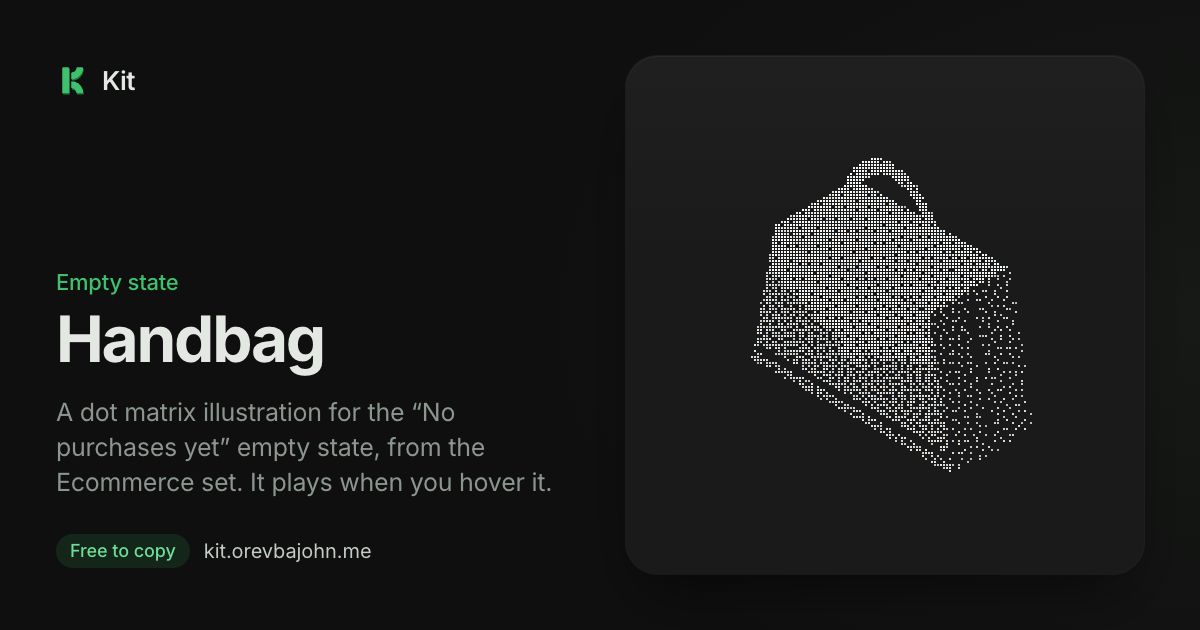 Kit
Empty state
Handbag
A dot matrix illustration for the “No
purchases yet” empty state, from the
Ecommerce set. It plays when you hover it.
Free to copy
kit.orevbajohn.me